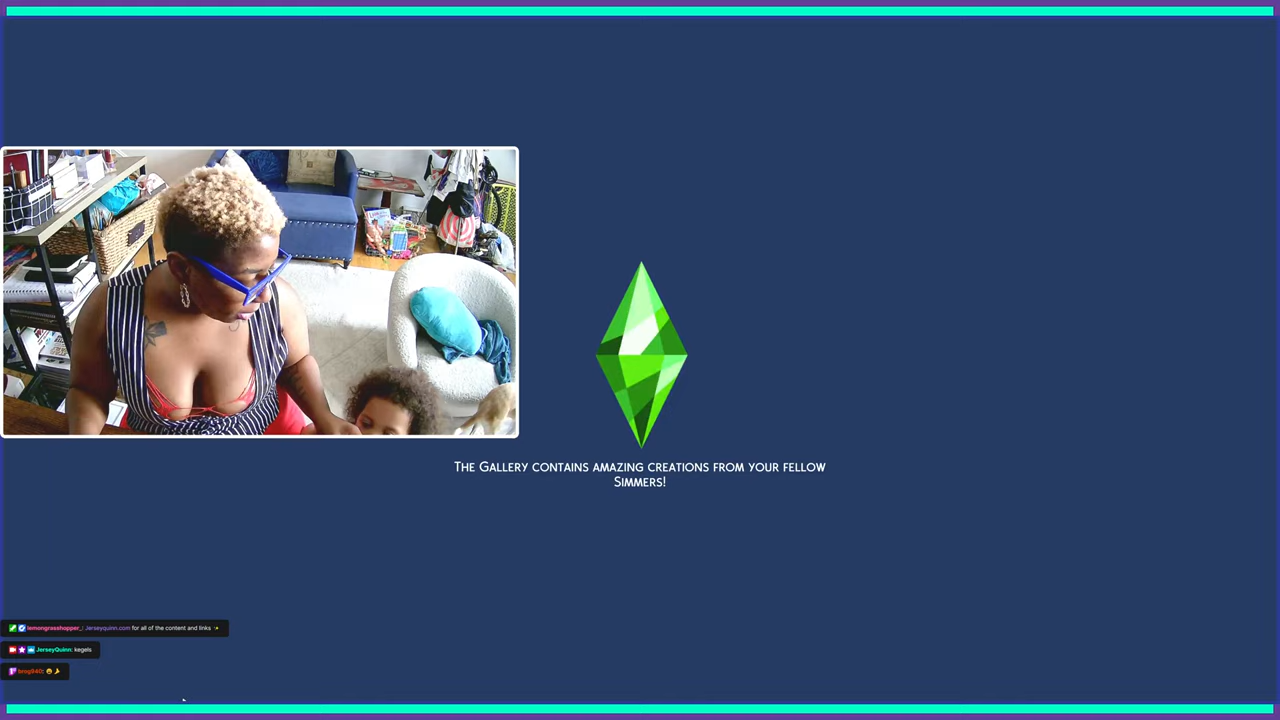 The Gallery contains amazing creations from your fellow
Simmers!
lemongrasshopper_: Jerseyquinn.com for all of the content and links
JerseyQuinn: kegels